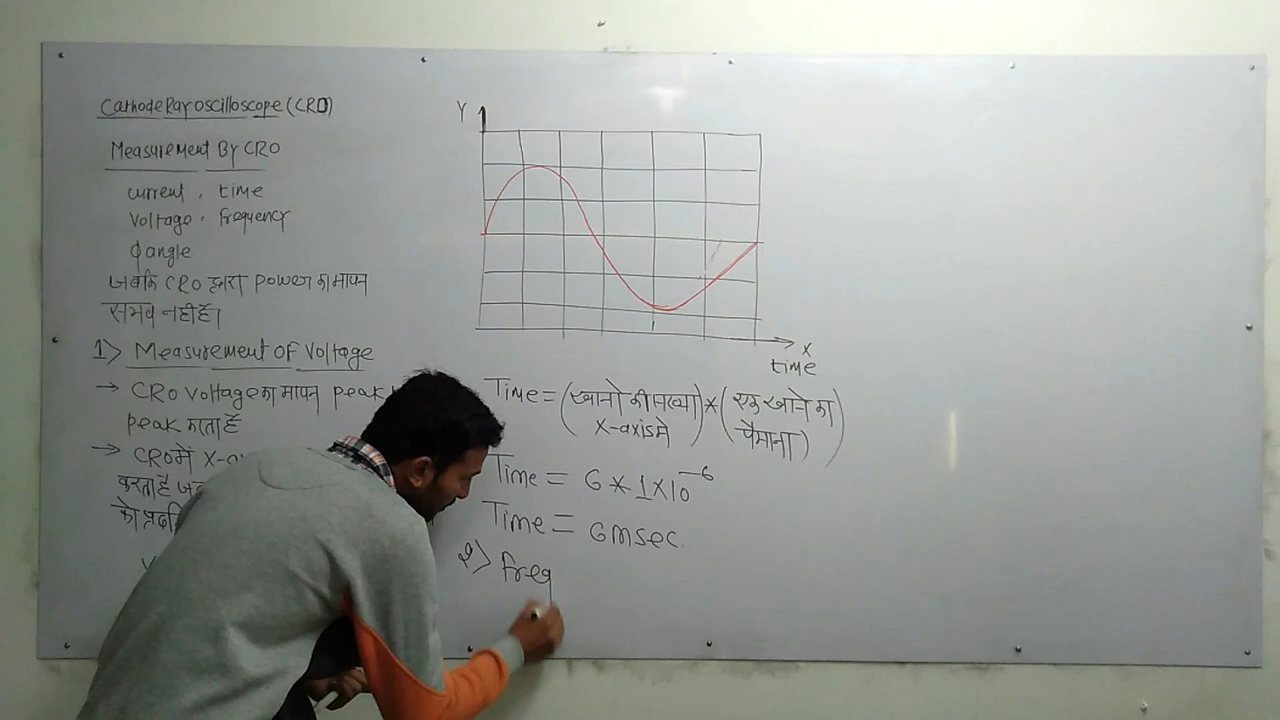 Cathode Ray oscilloscope (CRO)
Measurement By CRO
current, time
voltage, frequency
φ angle
जबकि CRO द्वारा Power का मापन
संभव नहीं है।
1> Measurement OF Voltage
→ CRO voltage का मापन peak
peak करता है
→ CRO में X-a
करता है ज
को प्रद
Y
X
time
Time = (खानो की संख्या X-axis में) * (एक खाने का पैमाना)
Time = 6 * 1 X 10⁻⁶
Time = 6 msec.
2> freq